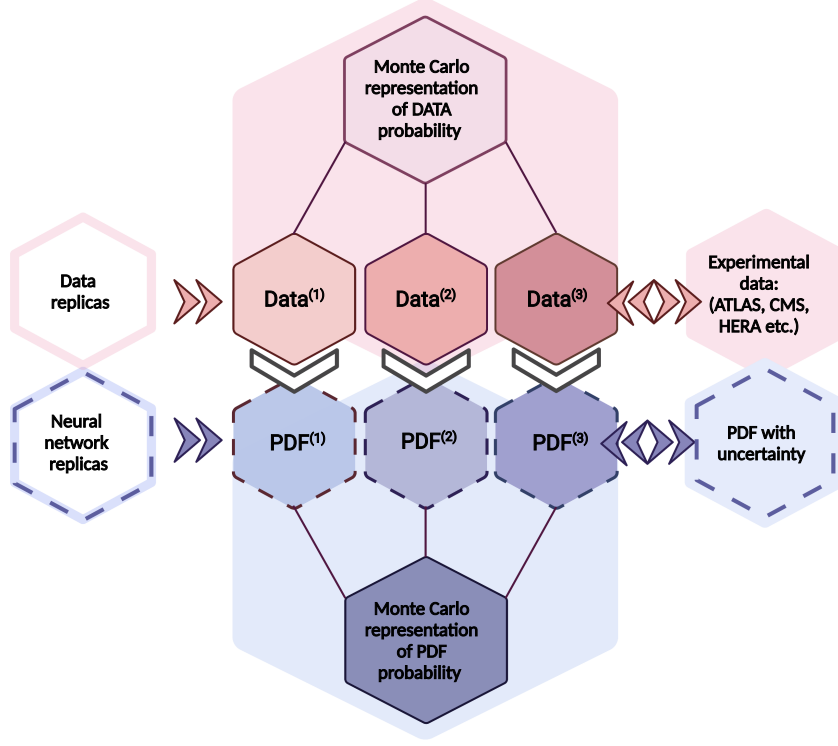 Monte Carlo
representation
of DATA
probability
Data
replicas
Data(1)
Data(2)
Data(3)
Experimental
data:
(ATLAS, CMS,
HERA etc.)
Neural
network
replicas
PDF(1)
PDF(2)
PDF(3)
PDF with
uncertainty
Monte Carlo
representation
of PDF
probability